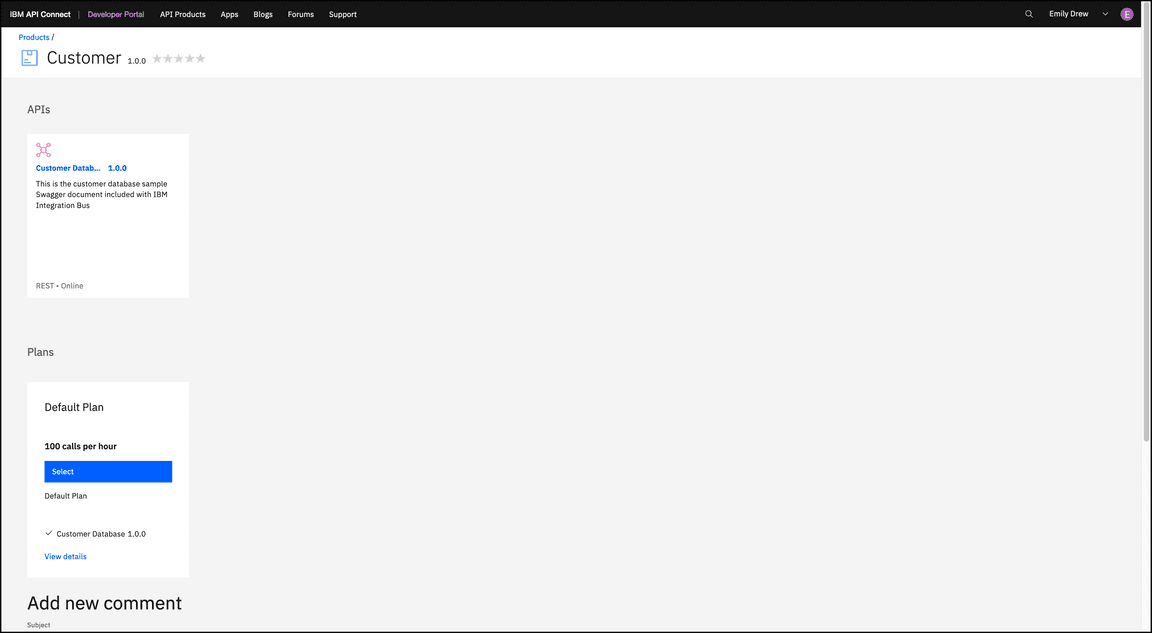 IBM API Connect | Developer Portal API Products Apps Blogs Forums Support Emily Drew E
Products /
Customer 1.0.0
APIs
Customer Datab... 1.0.0
This is the customer database sample
Swagger document included with IBM
Integration Bus
REST • Online
Plans
Default Plan
100 calls per hour
Select
Default Plan
Customer Database 1.0.0
View details
Add new comment
Subject